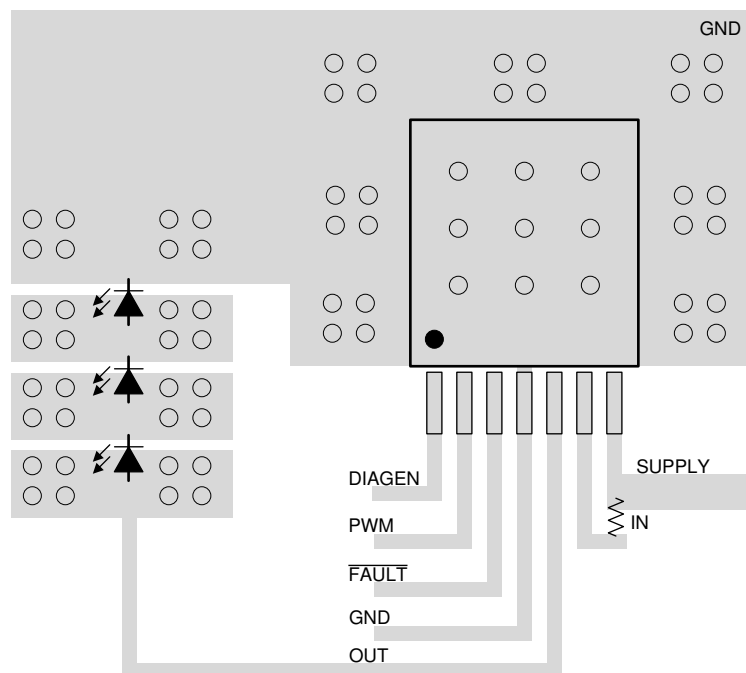 GND
SUPPLY
DIAGEN
IN
PWM
FAULT
GND
OUT